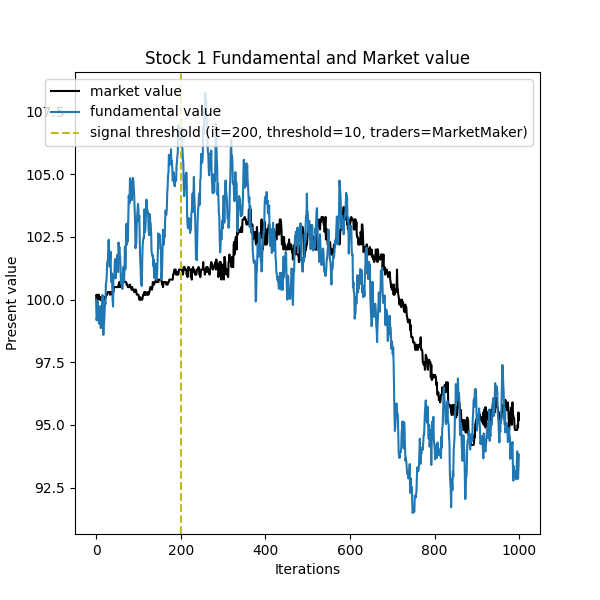 Stock 1 Fundamental and Market value
market value
fundamental value
signal threshold (it=200, threshold=10, traders=MarketMaker)
107.5
105.0
102.5
100.0
97.5
95.0
92.5
Present value
0 200 400 600 800 1000
Iterations